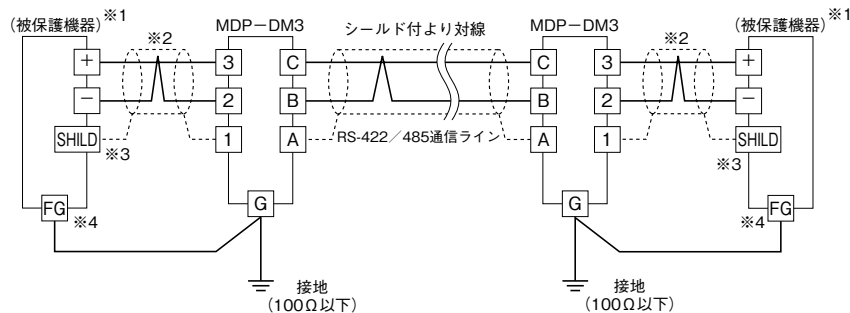 (被保護機器)※1
MDP－DM3
シールド付より対線
MDP－DM3
(被保護機器)※1
※2
※2
＋
3
C
C
3
＋
－
2
B
B
2
－
SHILD
1
A
RS-422／485通信ライン
A
1
SHILD
※3
※3
FG
※4
G
G
※4
FG
接地
(100Ω以下)
接地
(100Ω以下)